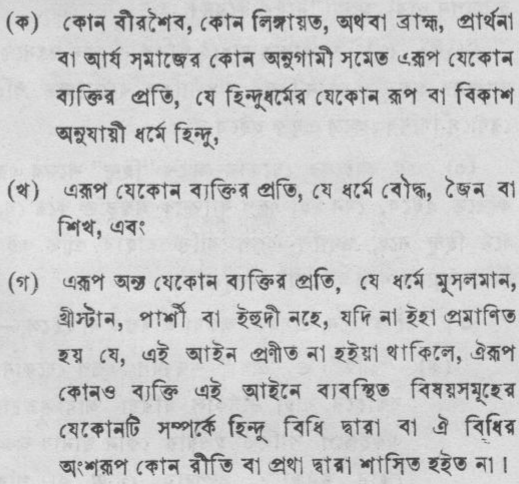 (ক) কোন বীরশৈব, কোন লিঙ্গায়ত, অথবা ব্রাহ্ম, প্রার্থনা
বা আর্য সমাজের কোন অনুগামী সমেত এরূপ যেকোন
ব্যক্তির প্রতি, যে হিন্দুধর্মের যেকোন রূপ বা বিকাশ
অনুযায়ী ধর্মে হিন্দু,
(খ) এরূপ যেকোন ব্যক্তির প্রতি, যে ধর্মে বৌদ্ধ, জৈন বা
শিখ, এবং
(গ) এরূপ অন্য যেকোন ব্যক্তির প্রতি, যে ধর্মে মুসলমান,
খ্রীস্টান, পার্শী বা ইহুদী নহে, যদি না ইহা প্রমাণিত
হয় যে, এই আইন প্রণীত না হইয়া থাকিলে, ঐরূপ
কোনও ব্যক্তি এই আইনে ব্যবস্থিত বিষয়সমূহের
যেকোনটি সম্পর্কে হিন্দু বিধি দ্বারা বা ঐ বিধির
অংশরূপ কোন রীতি বা প্রথা দ্বারা শাসিত হইত না।